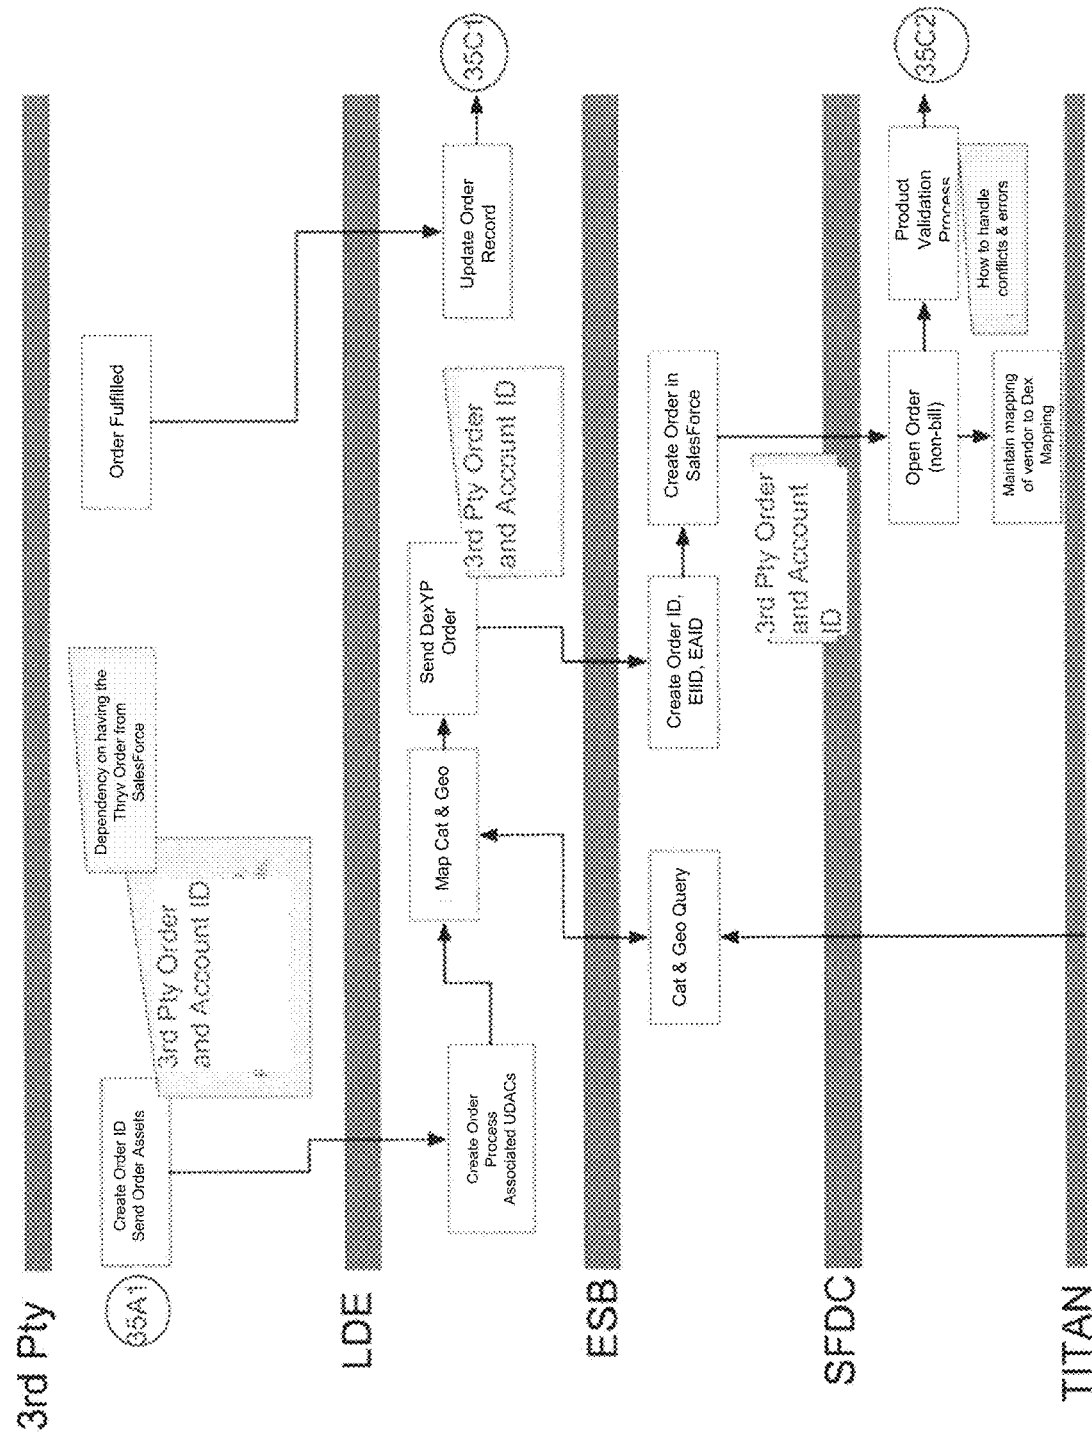 3rd Pty
35A1
Create Order ID
Send Order Assets
3rd Pty Order
and Account ID
Dependency on having the
Thryv Order from
SalesForce
Order Fulfilled
LDE
Create Order
Process
Associated UDACs
Map Cat & Geo
Send DexYP
Order
3rd Pty Order
and Account ID
Update Order
Record
35C1
ESB
Cat & Geo Query
Create Order ID,
EIID, EAID
Create Order in
SalesForce
3rd Pty Order
and Account
ID
SFDC
Open Order
(non-bill)
Product
Validation
Process
35C2
Maintain mapping
of vendor to Dex
Mapping
How to handle
conflicts & errors
TITAN